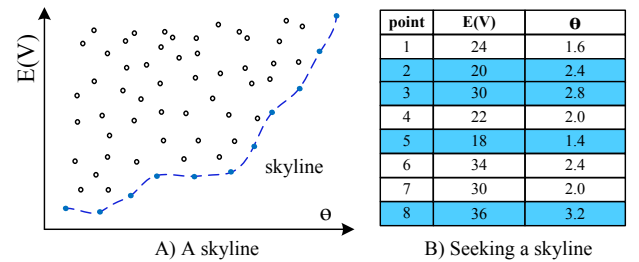 E(V)
skyline
ɵ
A) A skyline
point E(V) ɵ
1 24 1.6
2 20 2.4
3 30 2.8
4 22 2.0
5 18 1.4
6 34 2.4
7 30 2.0
8 36 3.2
B) Seeking a skyline